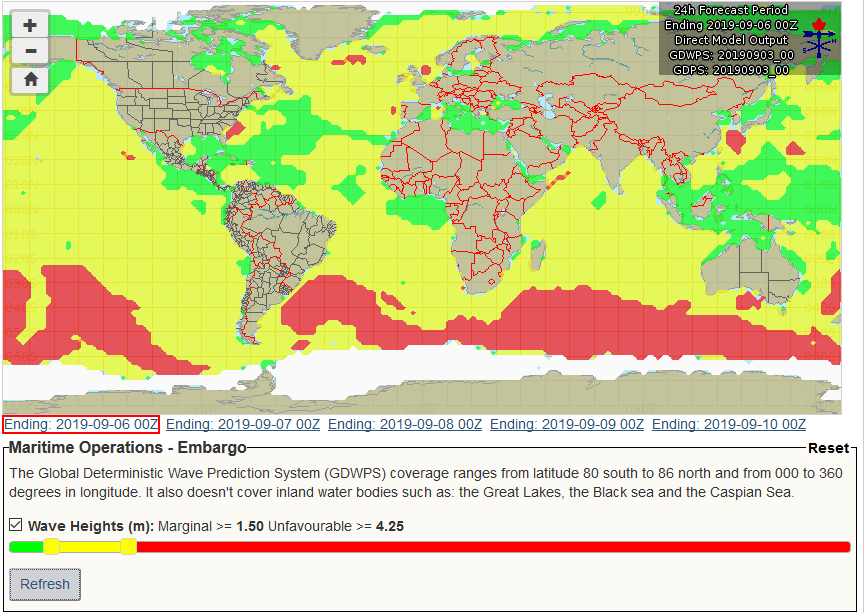 24h Forecast Period
Ending 2019-09-06 00Z
Direct Model Output
GDWPS: 20190903_00
GDPS: 20190903_00
Ending: 2019-09-06 00Z Ending: 2019-09-07 00Z Ending: 2019-09-08 00Z Ending: 2019-09-09 00Z Ending: 2019-09-10 00Z
Maritime Operations - Embargo
Reset
The Global Deterministic Wave Prediction System (GDWPS) coverage ranges from latitude 80 south to 86 north and from 000 to 360
degrees in longitude. It also doesn't cover inland water bodies such as: the Great Lakes, the Black sea and the Caspian Sea.
Wave Heights (m): Marginal >= 1.50 Unfavourable >= 4.25
Refresh